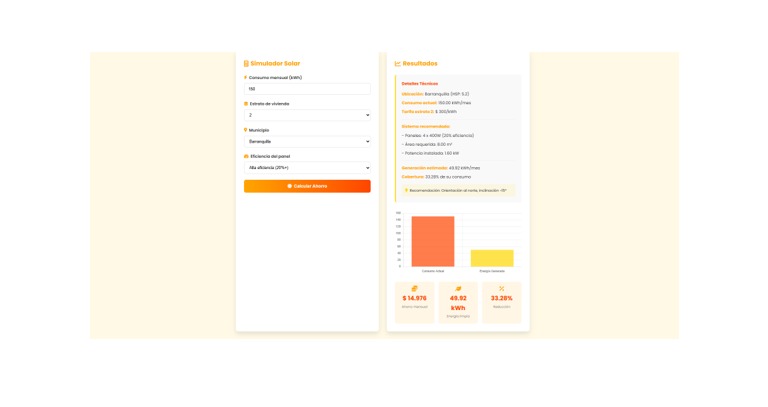 Simulador Solar
Consumo mensual (kWh)
150
Estrato de vivienda
2
Municipio
Barranquilla
Eficiencia del panel
Alta eficiencia (20%+)
Calcular Ahorro
Resultados
Detalles Técnicos
Ubicación: Barranquilla (HSP: 5.2)
Consumo actual: 150.00 kWh/mes
Tarifa estrato 2: $ 300/kWh
Sistema recomendado:
- Paneles: 4 x 400W (20% eficiencia)
- Área requerida: 8.00 m²
- Potencia instalada: 1.60 kW
Generación estimada: 49.92 kWh/mes
Cobertura: 33.28% de su consumo
Recomendación: Orientación al norte, inclinación
160
140
120
100
80
60
40
20
0
Consumo Actual
Energía Generada
$ 14.976
Ahorro mensual
49.92
kWh
Energía limpia
33.28%
Reducción